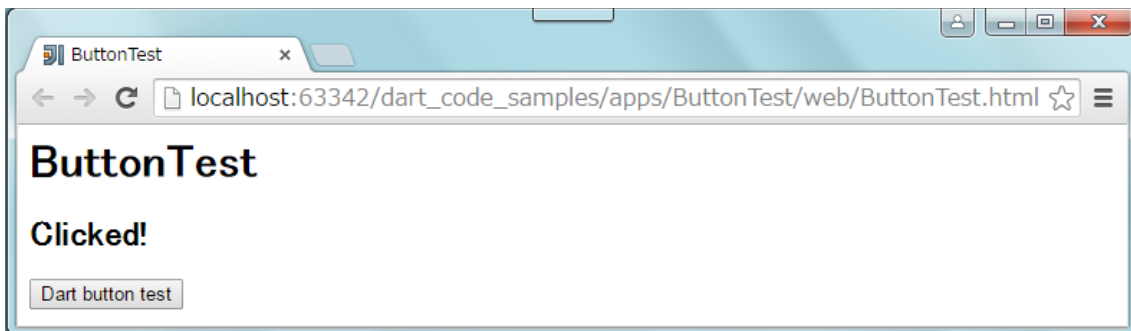 ButtonTest
localhost:63342/dart_code_samples/apps/ButtonTest/web/ButtonTest.html
ButtonTest
Clicked!
Dart button test